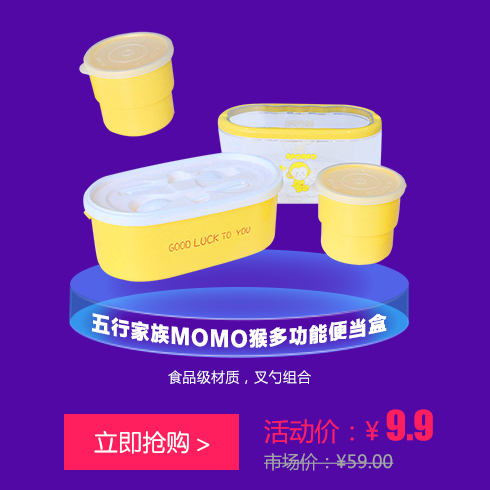 MOMO
GOOD LUCK TO YOU
五行家族MOMO猴多功能便当盒
食品级材质，叉勺组合
立即抢购 >
活动价：¥ 9.9
市场价：¥59.00